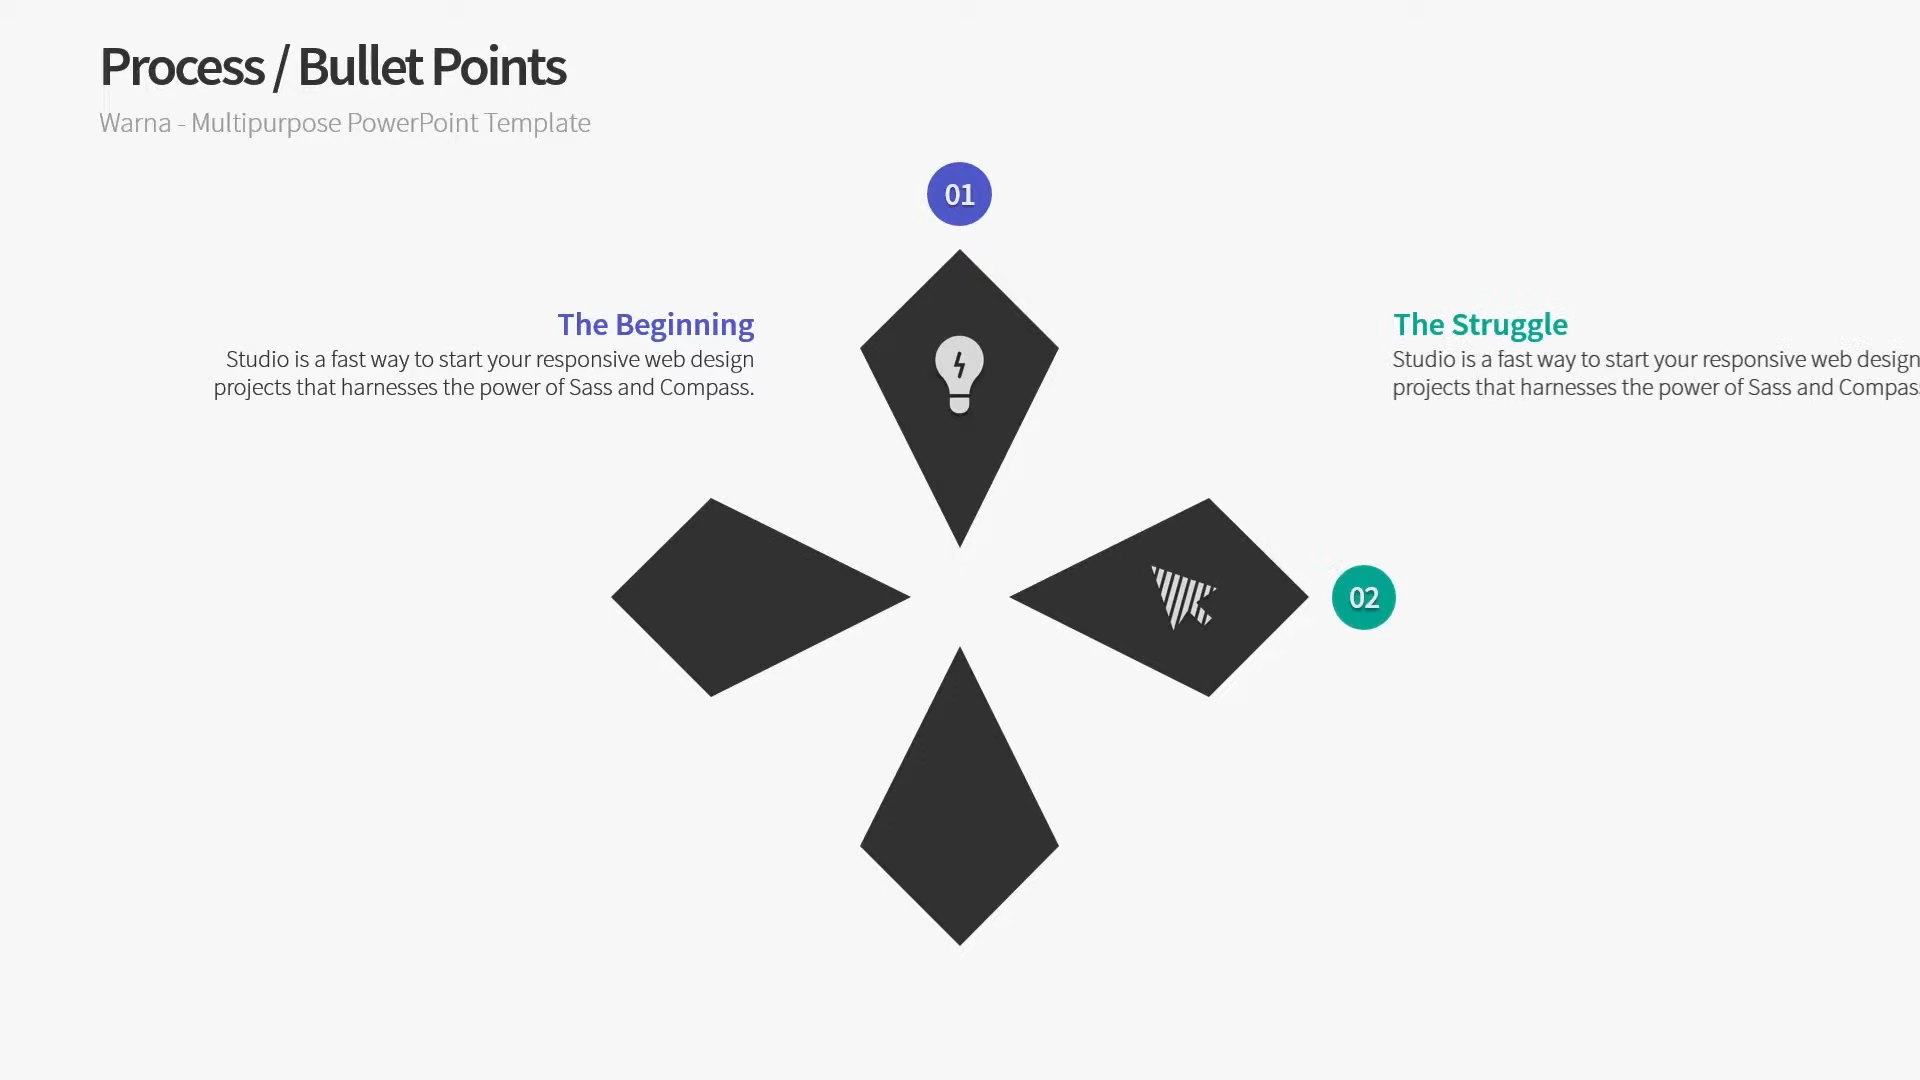 Process / Bullet Points
Warna - Multipurpose PowerPoint Template
01
The Beginning
Studio is a fast way to start your responsive web design
projects that harnesses the power of Sass and Compass.
The Struggle
Studio is a fast way to start your responsive web design
projects that harnesses the power of Sass and Compas
02